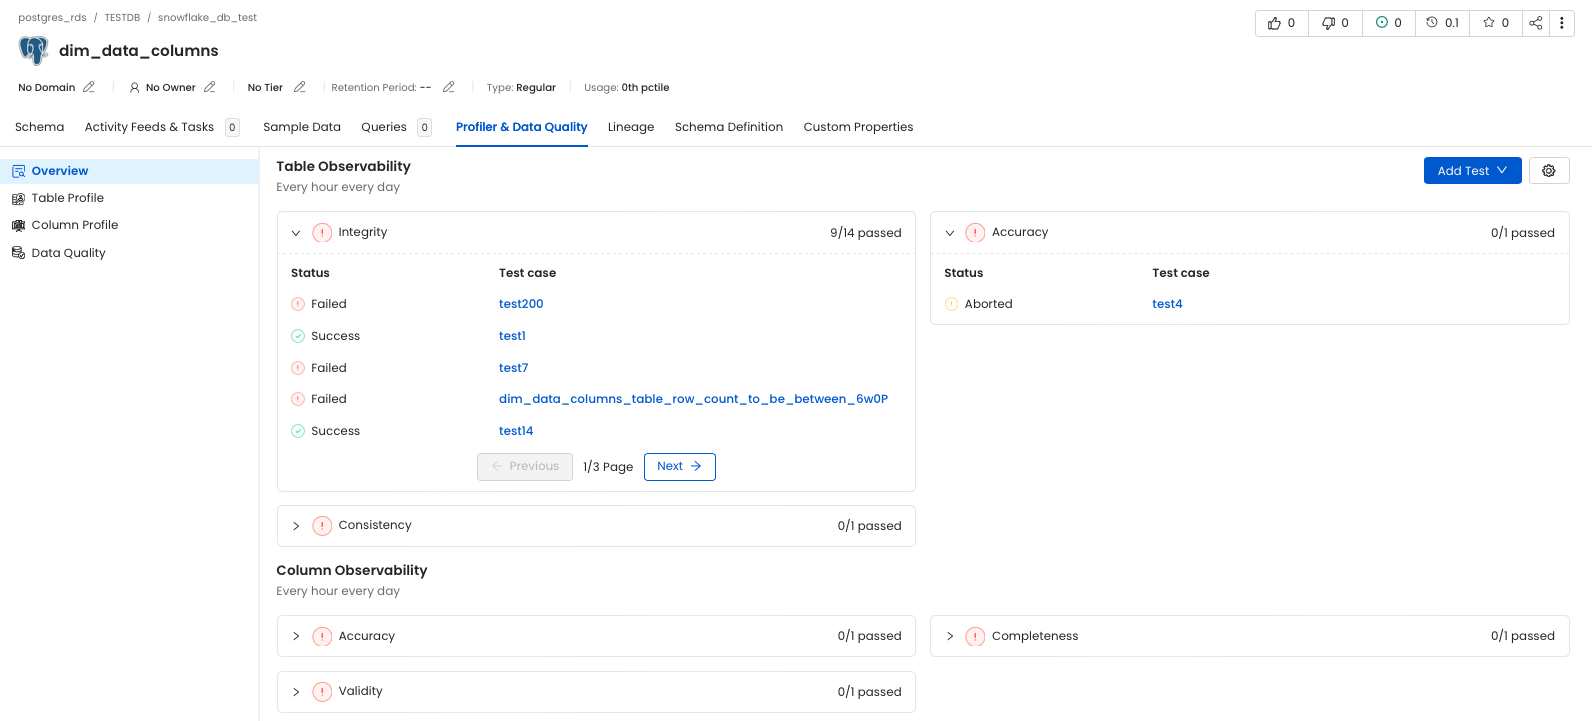 postgres_rds / TESTDB / snowflake_db_test
0 0 0 0.1 0
dim_data_columns
No Domain No Owner No Tier Retention Period: -- Type: Regular Usage: 0th pctile
Schema Activity Feeds & Tasks 0 Sample Data Queries 0 Profiler & Data Quality Lineage Schema Definition Custom Properties
Overview
Table Profile
Column Profile
Data Quality
Table Observability
Every hour every day
Add Test
Integrity 9/14 passed
Status Test case
Failed test200
Success test1
Failed test7
Failed dim_data_columns_table_row_count_to_be_between_6w0P
Success test14
Previous 1/3 Page Next
Accuracy 0/1 passed
Status Test case
Aborted test4
Consistency 0/1 passed
Column Observability
Every hour every day
Accuracy 0/1 passed
Completeness 0/1 passed
Validity 0/1 passed